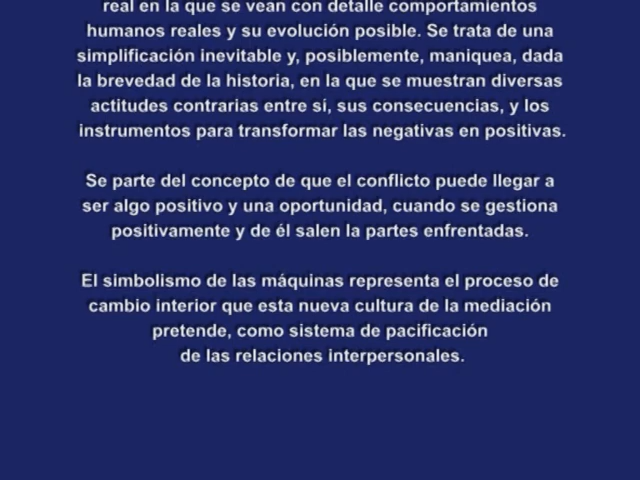 real en la que se vean con detalle comportamientos
humanos reales y su evolución posible. Se trata de una
simplificación inevitable y, posiblemente, maniquea, dada
la brevedad de la historia, en la que se muestran diversas
actitudes contrarias entre sí, sus consecuencias, y los
instrumentos para transformar las negativas en positivas.
Se parte del concepto de que el conflicto puede llegar a
ser algo positivo y una oportunidad, cuando se gestiona
positivamente y de él salen la partes enfrentadas.
El simbolismo de las máquinas representa el proceso de
cambio interior que esta nueva cultura de la mediación
pretende, como sistema de pacificación
de las relaciones interpersonales.